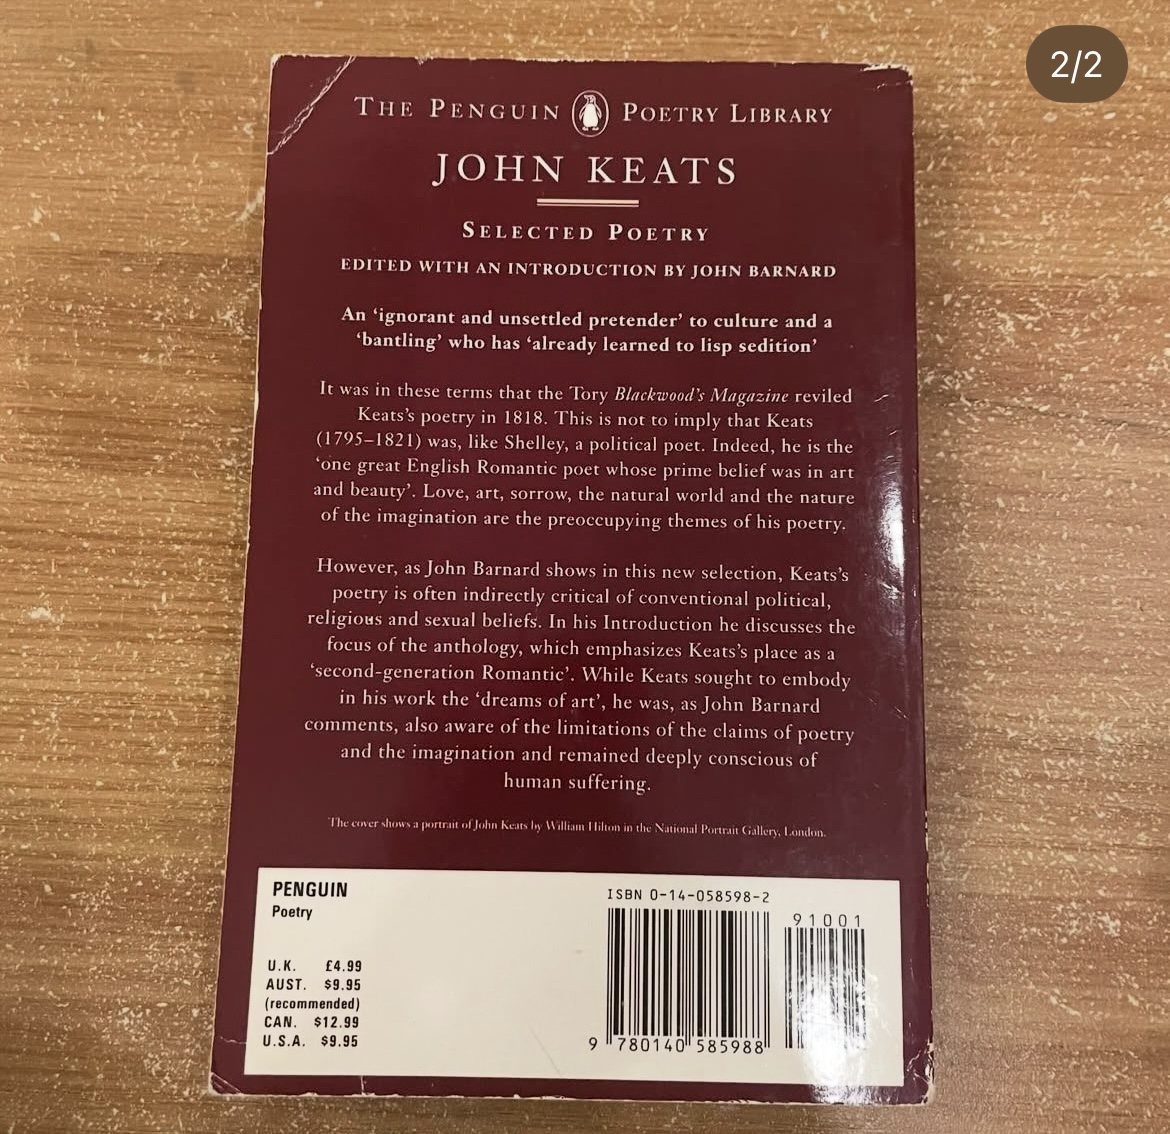 2/2
THE PENGUIN POETRY LIBRARY
JOHN KEATS
SELECTED POETRY
EDITED WITH AN INTRODUCTION BY JOHN BARNARD
An ‘ignorant and unsettled pretender’ to culture and a
‘bantling’ who has ‘already learned to lisp sedition’
It was in these terms that the Tory Blackwood’s Magazine reviled
Keats’s poetry in 1818. This is not to imply that Keats
(1795–1821) was, like Shelley, a political poet. Indeed, he is the
‘one great English Romantic poet whose prime belief was in art
and beauty’. Love, art, sorrow, the natural world and the nature
of the imagination are the preoccupying themes of his poetry.
However, as John Barnard shows in this new selection, Keats’s
poetry is often indirectly critical of conventional political,
religious and sexual beliefs. In his Introduction he discusses the
focus of the anthology, which emphasizes Keats’s place as a
‘second-generation Romantic’. While Keats sought to embody
in his work the ‘dreams of art’, he was, as John Barnard
comments, also aware of the limitations of the claims of poetry
and the imagination and remained deeply conscious of
human suffering.
The cover shows a portrait of John Keats by William Hilton in the National Portrait Gallery, London.
PENGUIN
Poetry
U.K. £4.99
AUST. $9.95
(recommended)
CAN. $12.99
U.S.A. $9.95
ISBN 0-14-058598-2
91001
9 780140 585988